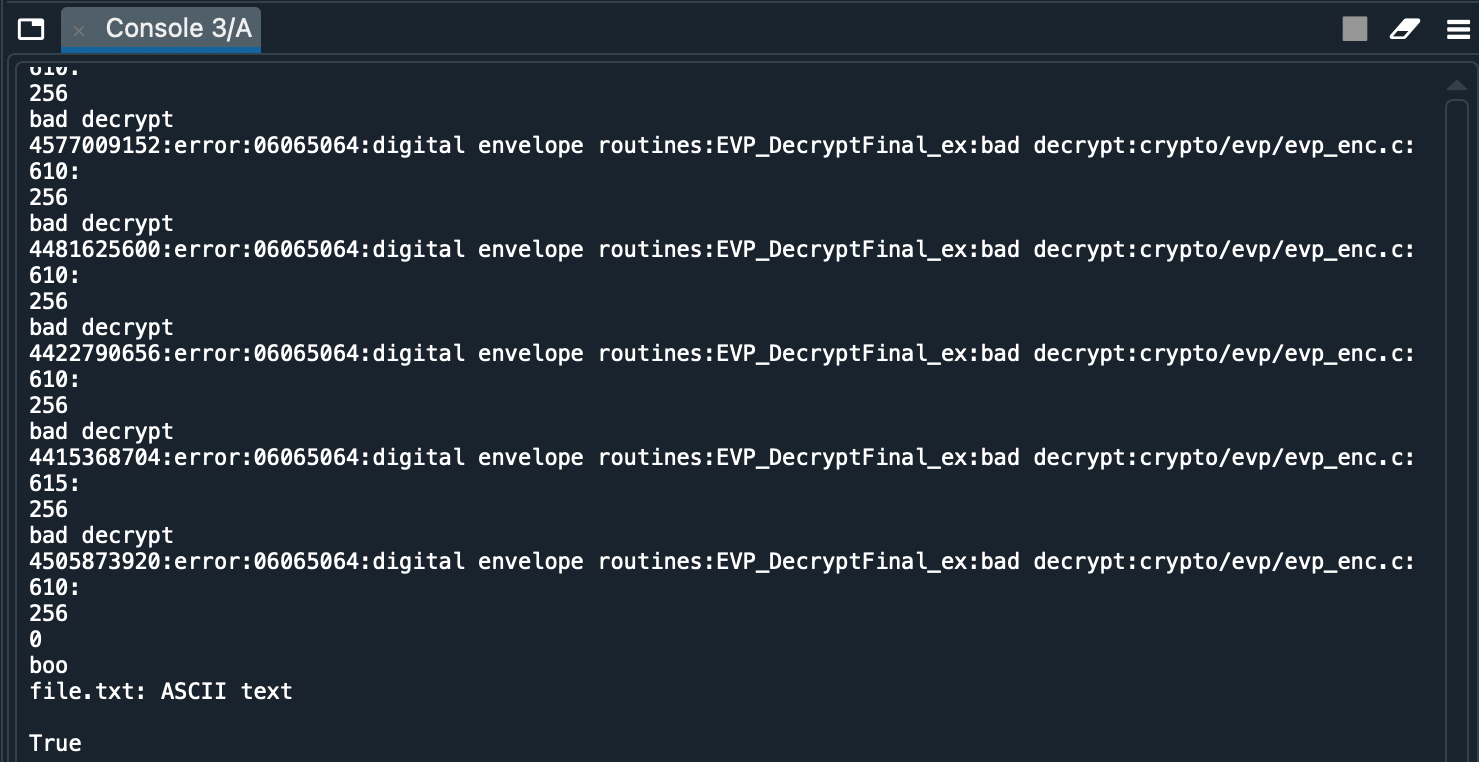 Console 3/A
610:
256
bad decrypt
4577009152:error:06065064:digital envelope routines:EVP_DecryptFinal_ex:bad decrypt:crypto/evp/evp_enc.c:
610:
256
bad decrypt
4481625600:error:06065064:digital envelope routines:EVP_DecryptFinal_ex:bad decrypt:crypto/evp/evp_enc.c:
610:
256
bad decrypt
4422790656:error:06065064:digital envelope routines:EVP_DecryptFinal_ex:bad decrypt:crypto/evp/evp_enc.c:
610:
256
bad decrypt
4415368704:error:06065064:digital envelope routines:EVP_DecryptFinal_ex:bad decrypt:crypto/evp/evp_enc.c:
615:
256
bad decrypt
4505873920:error:06065064:digital envelope routines:EVP_DecryptFinal_ex:bad decrypt:crypto/evp/evp_enc.c:
610:
256
0
boo
file.txt: ASCII text
True